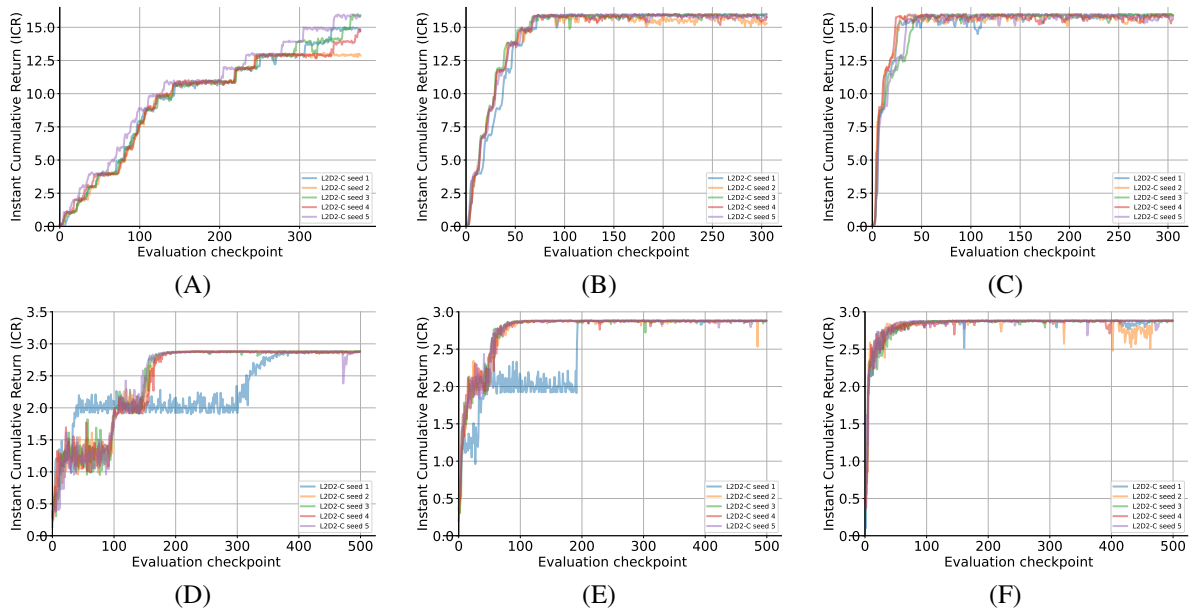 Instant Cumulative Return (ICR)
15.0
12.5
10.0
7.5
5.0
2.5
0.0
0
100
200
300
Evaluation checkpoint
L2D2-C seed 1
L2D2-C seed 2
L2D2-C seed 3
L2D2-C seed 4
L2D2-C seed 5
(A)
Instant Cumulative Return (ICR)
15.0
12.5
10.0
7.5
5.0
2.5
0.0
0
50
100
150
200
250
300
Evaluation checkpoint
L2D2-C seed 1
L2D2-C seed 2
L2D2-C seed 3
L2D2-C seed 4
L2D2-C seed 5
(B)
Instant Cumulative Return (ICR)
15.0
12.5
10.0
7.5
5.0
2.5
0.0
0
50
100
150
200
250
300
Evaluation checkpoint
L2D2-C seed 1
L2D2-C seed 2
L2D2-C seed 3
L2D2-C seed 4
L2D2-C seed 5
(C)
Instant Cumulative Return (ICR)
3.5
3.0
2.5
2.0
1.5
1.0
0.5
0.0
0
100
200
300
400
500
Evaluation checkpoint
L2D2-C seed 1
L2D2-C seed 2
L2D2-C seed 3
L2D2-C seed 4
L2D2-C seed 5
(D)
Instant Cumulative Return (ICR)
3.0
2.5
2.0
1.5
1.0
0.5
0.0
0
100
200
300
400
500
Evaluation checkpoint
L2D2-C seed 1
L2D2-C seed 2
L2D2-C seed 3
L2D2-C seed 4
L2D2-C seed 5
(E)
Instant Cumulative Return (ICR)
3.0
2.5
2.0
1.5
1.0
0.5
0.0
0
100
200
300
400
500
Evaluation checkpoint
L2D2-C seed 1
L2D2-C seed 2
L2D2-C seed 3
L2D2-C seed 4
L2D2-C seed 5
(F)